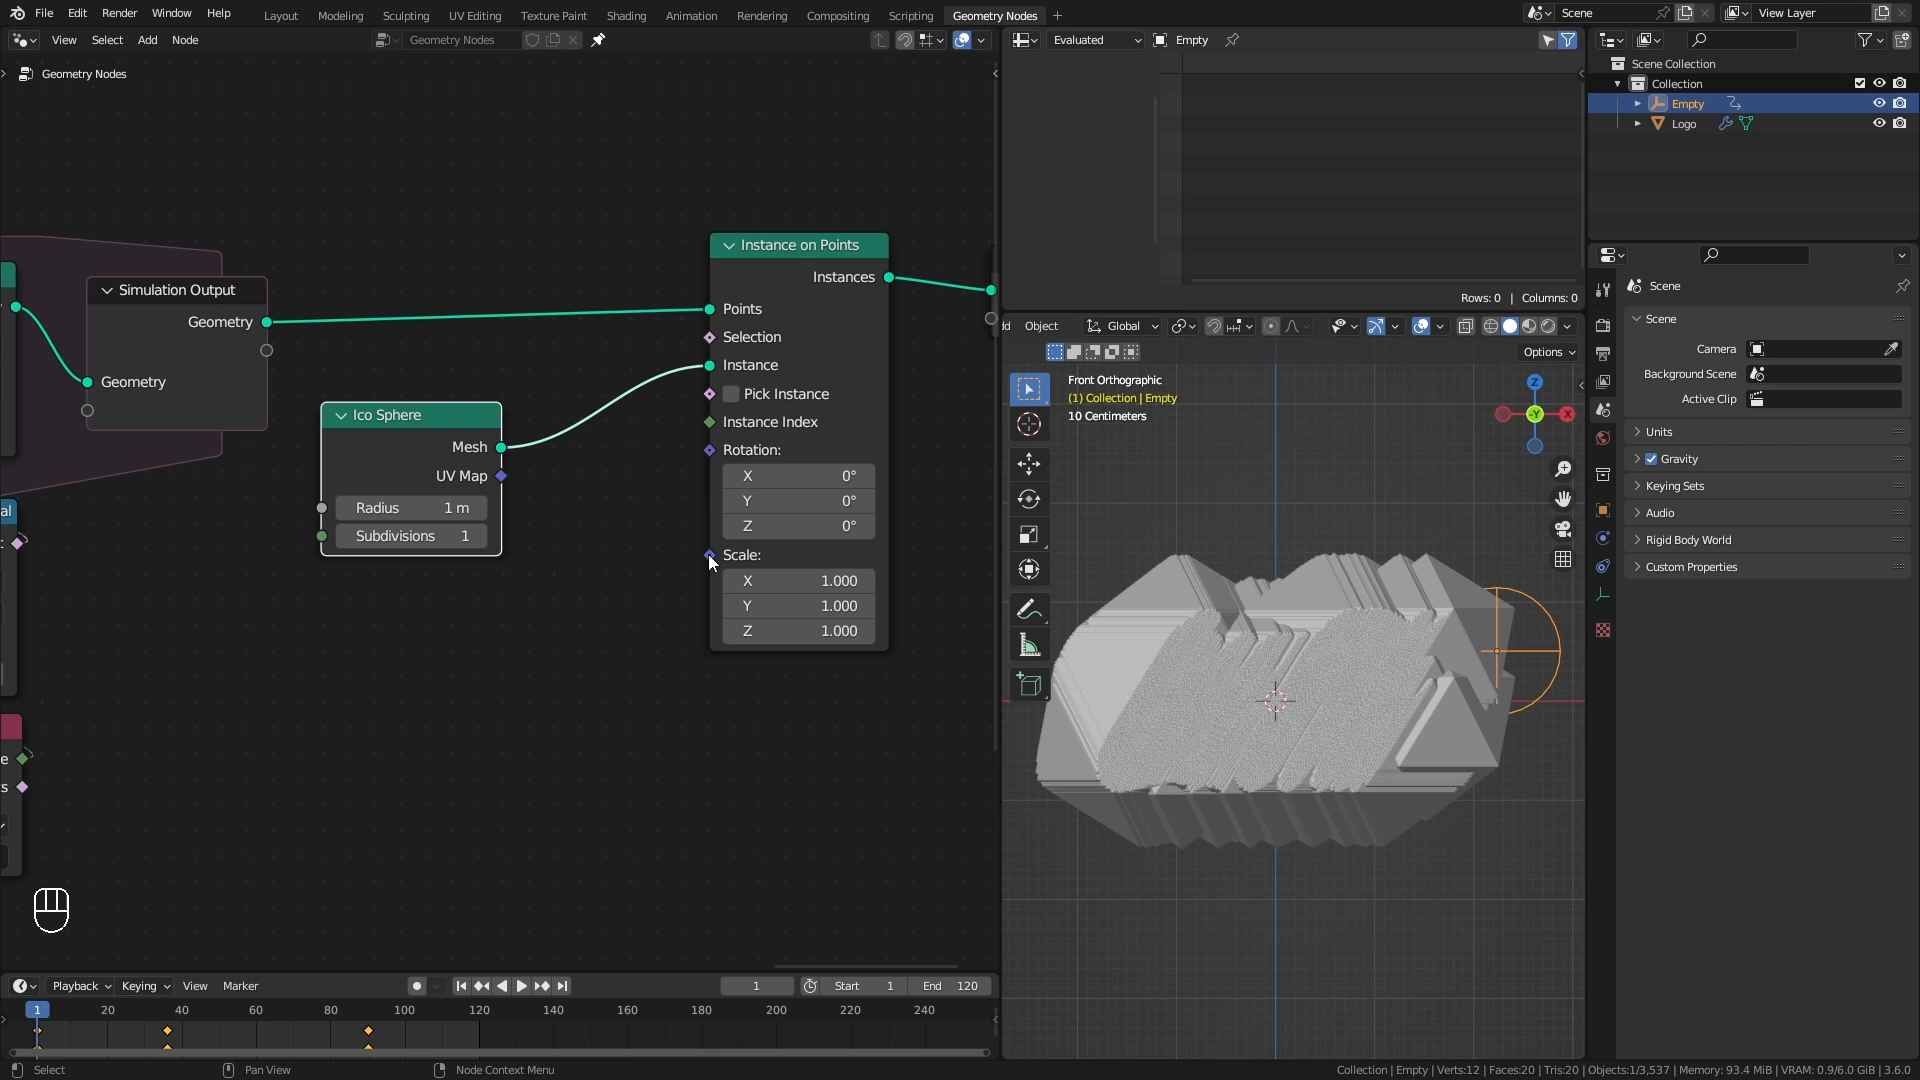 File Edit Render Window Help
Layout Modeling Sculpting UV Editing Texture Paint Shading Animation Rendering Compositing Scripting Geometry Nodes
Scene
View Layer
View Select Add Node
Geometry Nodes
Geometry Nodes
Simulation Output
Geometry
Geometry
al
e
s
Ico Sphere
Mesh
UV Map
Radius 1 m
Subdivisions 1
Instance on Points
Instances
Points
Selection
Instance
Pick Instance
Instance Index
Rotation:
X 0°
Y 0°
Z 0°
Scale:
X 1.000
Y 1.000
Z 1.000
Evaluated Empty
Rows: 0 | Columns: 0
Object Global
Options
Front Orthographic
(1) Collection | Empty
10 Centimeters
Z
-Y
X
Scene Collection
Collection
Empty
Logo
Scene
Scene
Camera
Background Scene
Active Clip
Units
Gravity
Keying Sets
Audio
Rigid Body World
Custom Properties
Playback Keying View Marker
1 Start 1 End 120
1 20 40 60 80 100 120 140 160 180 200 220 240
Select Pan View Node Context Menu
Collection | Empty | Verts:12 | Faces:20 | Tris:20 | Objects:1/3,537 | Memory: 93.4 MiB | VRAM: 0.9/6.0 GiB | 3.6.0